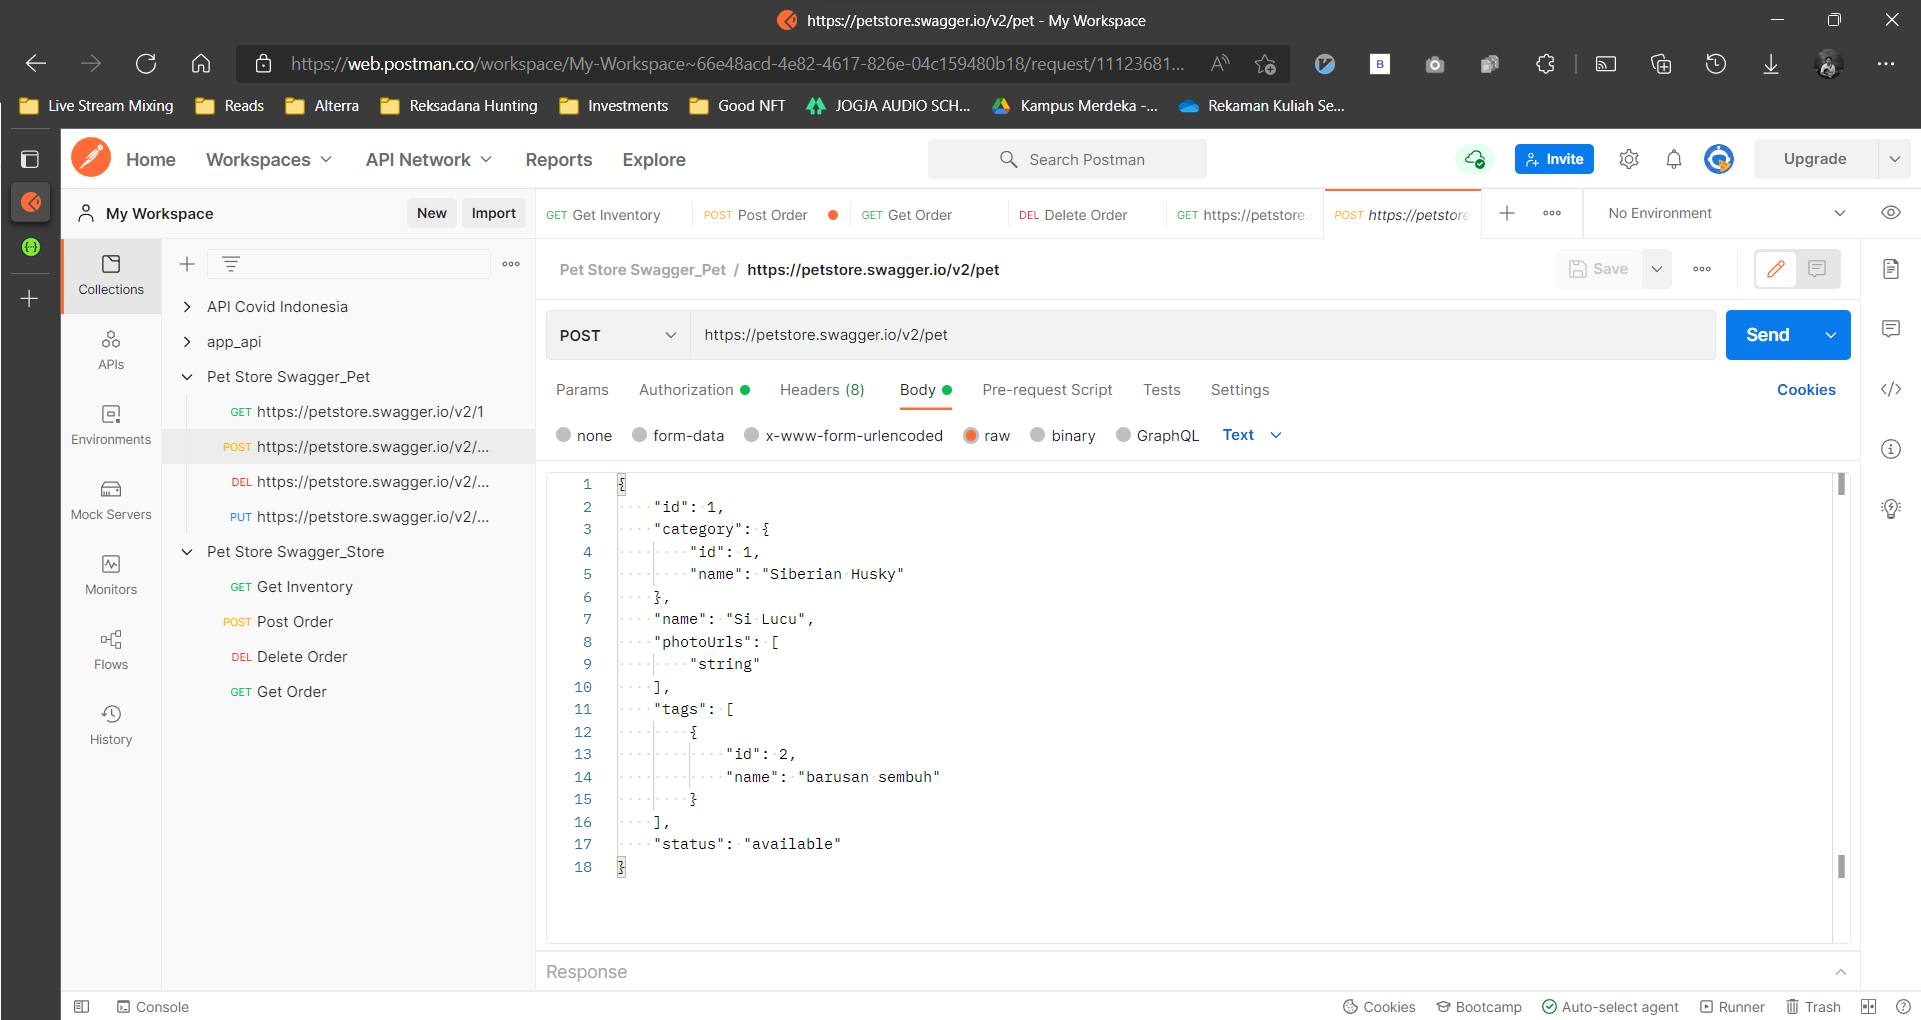 https://petstore.swagger.io/v2/pet - My Workspace
https://web.postman.co/workspace/My-Workspace~66e48acd-4e82-4617-826e-04c159480b18/request/11123681...
Live Stream Mixing Reads Alterra Reksadana Hunting Investments Good NFT JOGJA AUDIO SCH... Kampus Merdeka -... Rekaman Kuliah Se...
Home Workspaces API Network Reports Explore Search Postman Invite Upgrade
My Workspace New Import
GET Get Inventory POST Post Order GET Get Order DEL Delete Order GET https://petstore. POST https://petstore No Environment
Collections
APIs
Environments
Mock Servers
Monitors
Flows
History
API Covid Indonesia
app_api
Pet Store Swagger_Pet
GET https://petstore.swagger.io/v2/1
POST https://petstore.swagger.io/v2/...
DEL https://petstore.swagger.io/v2/...
PUT https://petstore.swagger.io/v2/...
Pet Store Swagger_Store
GET Get Inventory
POST Post Order
DEL Delete Order
GET Get Order
Pet Store Swagger_Pet / https://petstore.swagger.io/v2/pet Save
POST https://petstore.swagger.io/v2/pet Send
Params Authorization Headers (8) Body Pre-request Script Tests Settings Cookies
none form-data x-www-form-urlencoded raw binary GraphQL Text
1 {
2 "id": 1,
3 "category": {
4 "id": 1,
5 "name": "Siberian Husky"
6 },
7 "name": "Si Lucu",
8 "photoUrls": [
9 "string"
10 ],
11 "tags": [
12 {
13 "id": 2,
14 "name": "barusan sembuh"
15 }
16 ],
17 "status": "available"
18 }
Response
Console Cookies Bootcamp Auto-select agent Runner Trash